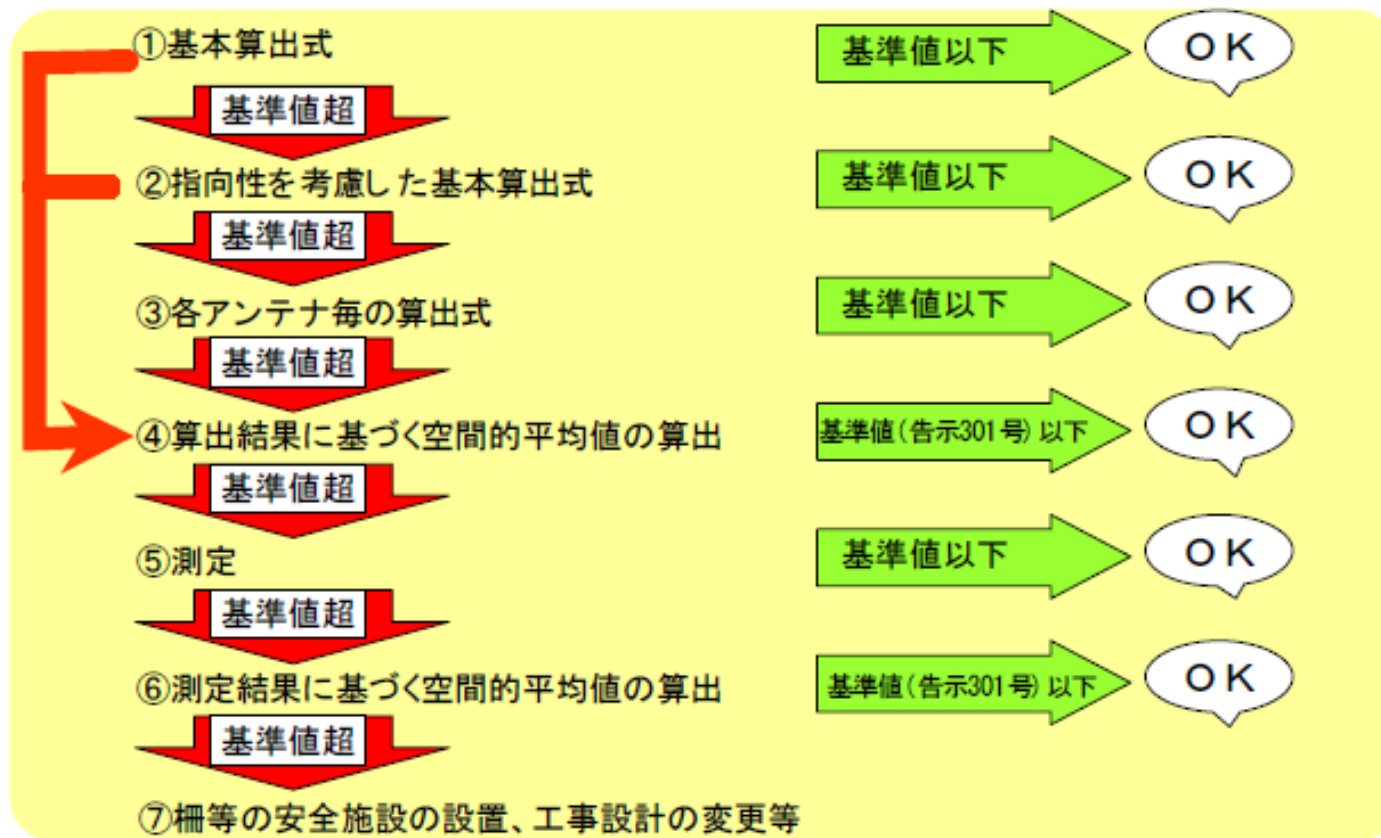 ①基本算出式
基準値以下
OK
基準値超
②指向性を考慮した基本算出式
基準値以下
OK
基準値超
③各アンテナ毎の算出式
基準値以下
OK
基準値超
④算出結果に基づく空間的平均値の算出
基準値(告示301号)以下
OK
基準値超
⑤測定
基準値以下
OK
基準値超
⑥測定結果に基づく空間的平均値の算出
基準値(告示301号)以下
OK
基準値超
⑦柵等の安全施設の設置、工事設計の変更等